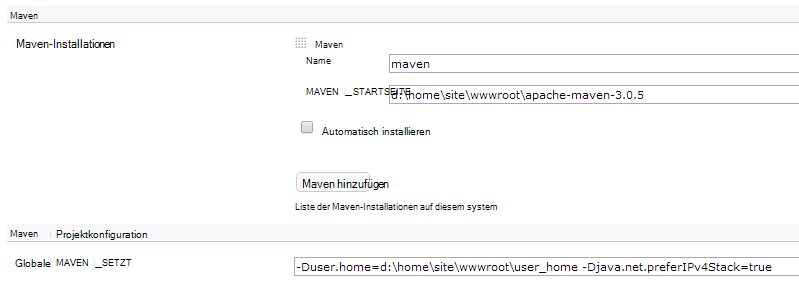 Maven
Maven-Installationen
Maven
Name
maven
MAVEN _STARTSEITE
d:\home\site\wwwroot\apache-maven-3.0.5
Automatisch installieren
Maven hinzufügen
Liste der Maven-Installationen auf diesem system
Maven Projektkonfiguration
Globale MAVEN _SETZT
-Duser.home=d:\home\site\wwwroot\user_home -Djava.net.preferIPv4Stack=true